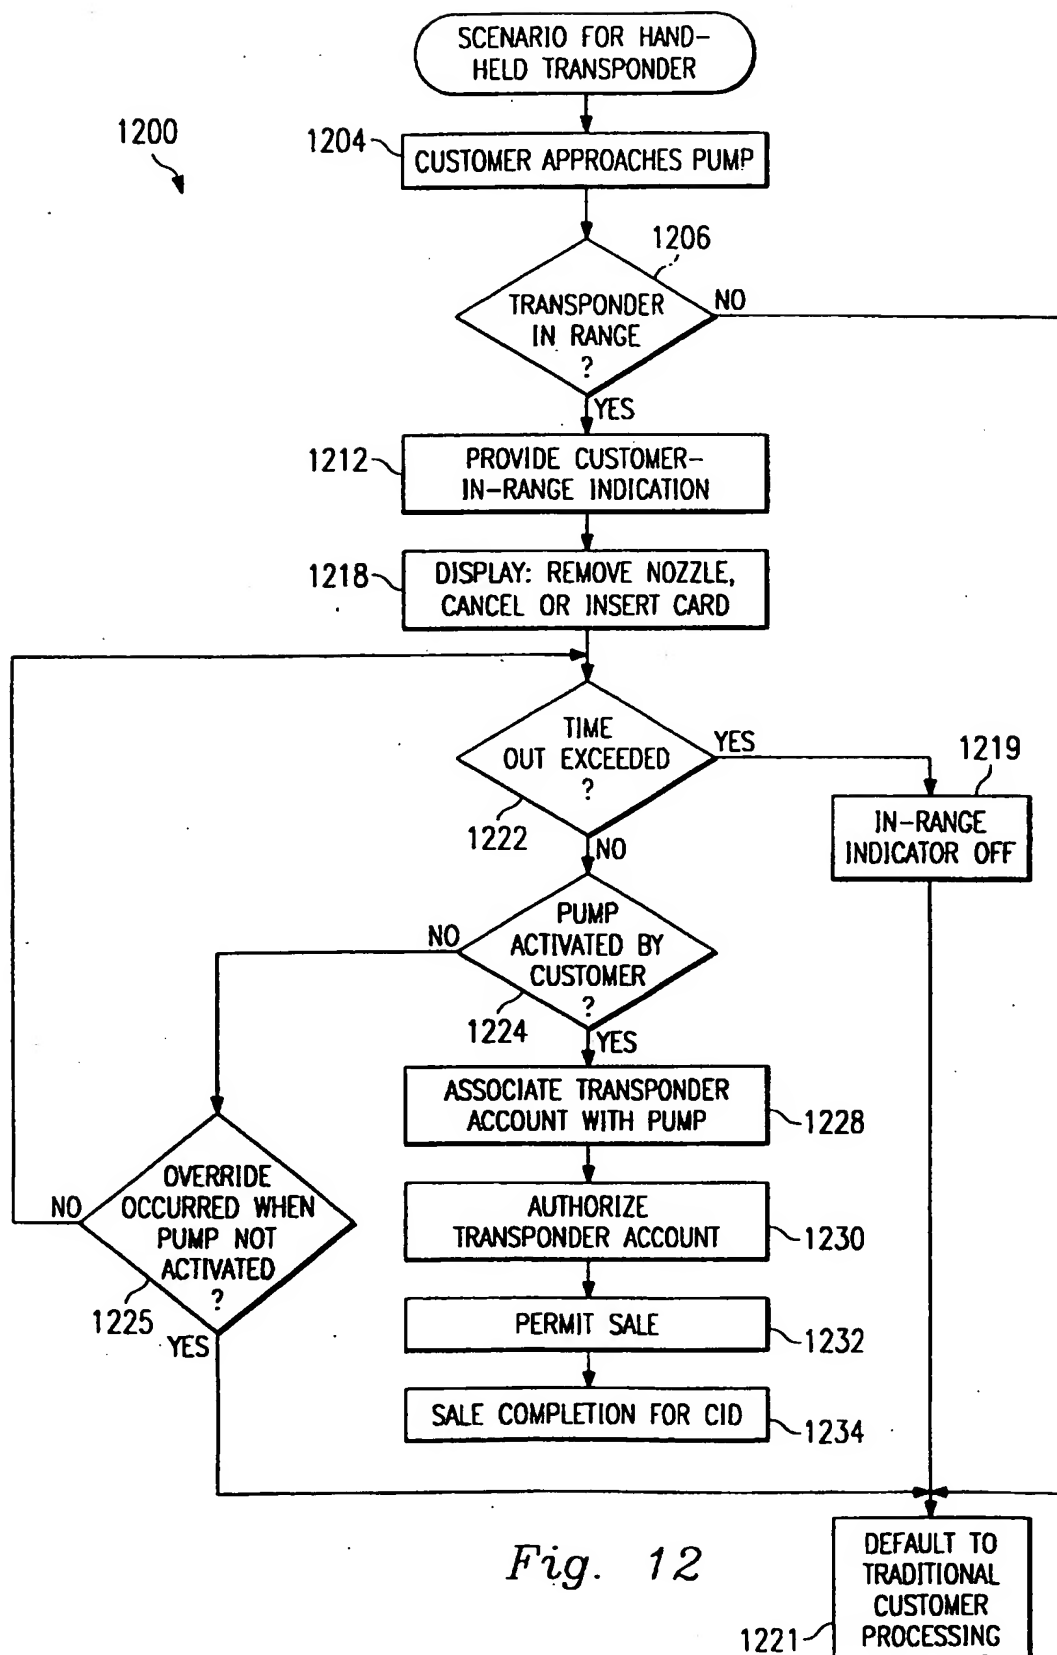 SCENARIO FOR HAND-
HELD TRANSPONDER
1200
1204
CUSTOMER APPROACHES PUMP
1206
TRANSPONDER
IN RANGE
?
NO
YES
1212
PROVIDE CUSTOMER-
IN-RANGE INDICATION
1218
DISPLAY: REMOVE NOZZLE,
CANCEL OR INSERT CARD
TIME
OUT EXCEEDED
?
YES
1222
NO
1219
IN-RANGE
INDICATOR OFF
PUMP
ACTIVATED BY
CUSTOMER
?
NO
1224
YES
ASSOCIATE TRANSPONDER
ACCOUNT WITH PUMP
1228
OVERRIDE
OCCURRED WHEN
PUMP NOT
ACTIVATED
?
NO
1225
YES
AUTHORIZE
TRANSPONDER ACCOUNT
1230
PERMIT SALE
1232
SALE COMPLETION FOR CID
1234
DEFAULT TO
TRADITIONAL
CUSTOMER
PROCESSING
1221
Fig. 12